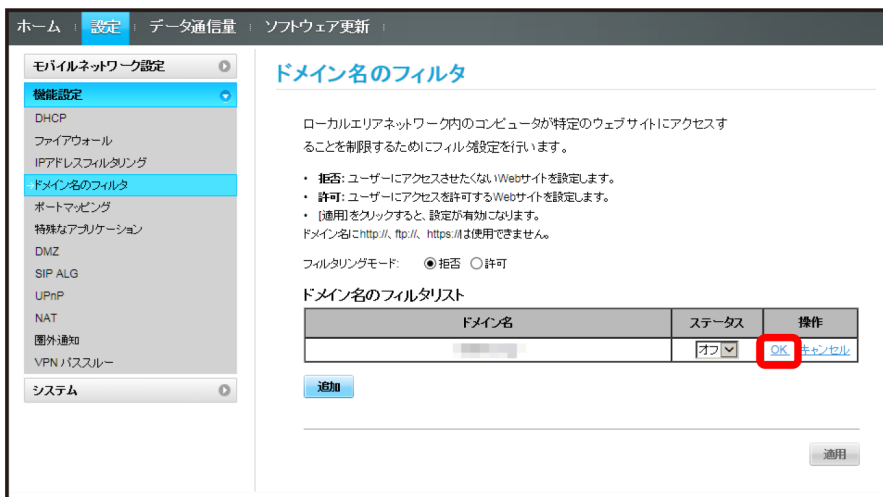 ホーム 設定 データ通信量 ソフトウェア更新
モバイルネットワーク設定
機能設定
DHCP
ファイアウォール
IPアドレスフィルタリング
ドメイン名のフィルタ
ポートマッピング
特殊なアプリケーション
DMZ
SIP ALG
UPnP
NAT
圏外通知
VPN パススルー
システム
ドメイン名のフィルタ
ローカルエリアネットワーク内のコンピュータが特定のウェブサイトにアクセスす
ることを制限するためにフィルタ設定を行います。
• 拒否: ユーザーにアクセスさせたくないWebサイトを設定します。
• 許可: ユーザーにアクセスを許可するWebサイトを設定します。
• [適用]をクリックすると、設定が有効になります。
ドメイン名にhttp://、ftp://、https://は使用できません。
フィルタリングモード: 拒否 許可
ドメイン名のフィルタリスト
ドメイン名 ステータス 操作
オフ OK キャンセル
追加
適用